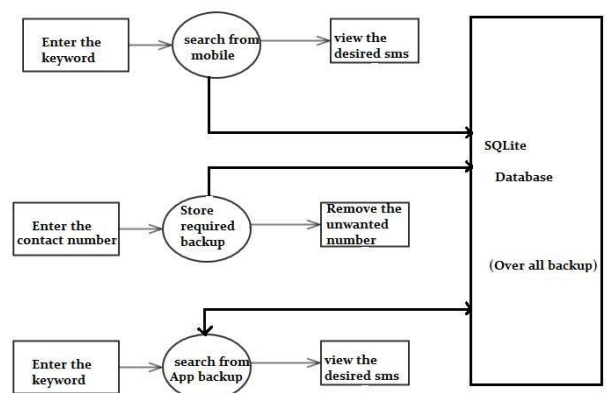 Enter the
keyword
search from
mobile
view the
desired sms
SQLite
Database
(Over all backup)
Enter the
contact number
Store
required
backup
Remove the
unwanted
number
Enter the
keyword
search from
App backup
view the
desired sms